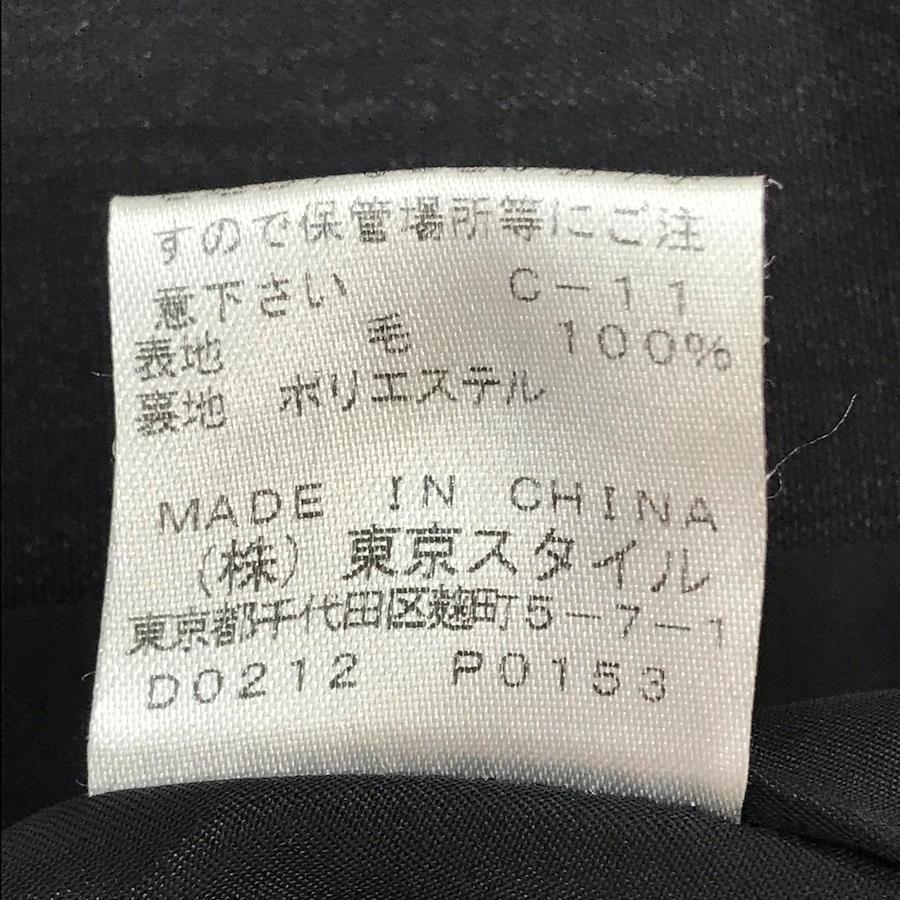 すので保管場所等にご注
意下さい C-11
表地 毛 100%
裏地 ポリエステル
MADE IN CHINA
(株) 東京スタイル
東京都千代田区麹町5-7-1
D0212 P0153